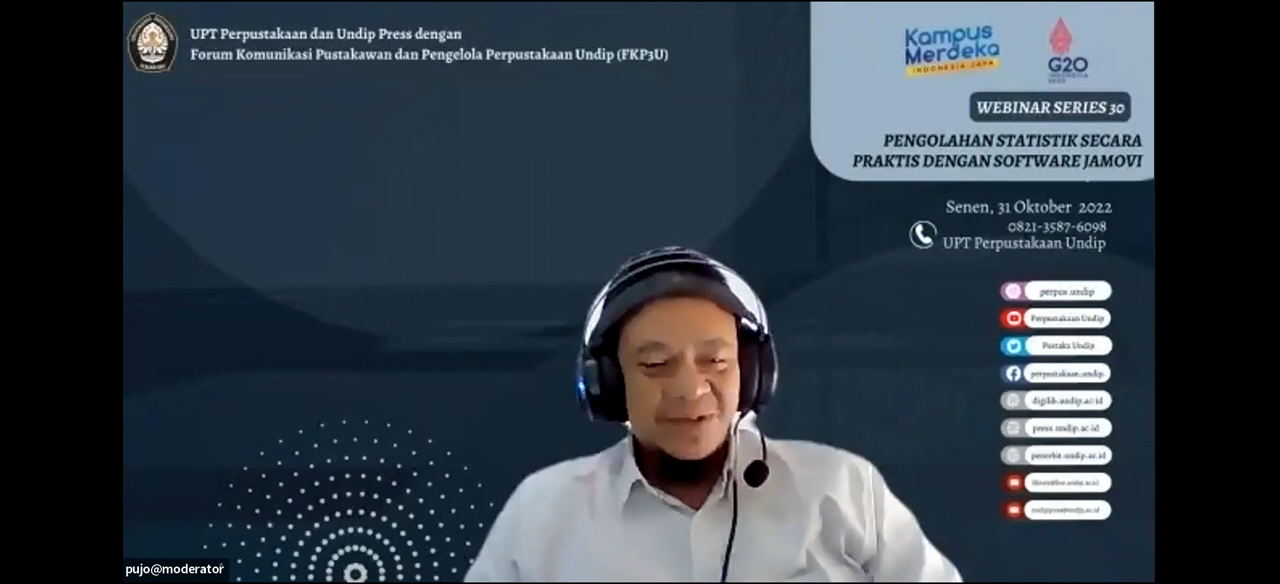 UPT Perpustakaan dan Undip Press dengan
Forum Komunikasi Pustakawan dan Pengelola Perpustakaan Undip (FKP3U)
Kampus
Merdeka
INDONESIA JAYA
G20
WEBINAR SERIES 30
PENGOLAHAN STATISTIK SECARA
PRAKTIS DENGAN SOFTWARE JAMOVI
Senen, 31 Oktober 2022
0821-3587-6098
UPT Perpustakaan Undip
perpus.undip
Perpustakaan Undip
Pustaka Undip
perpustakaan.undip
digilib.undip.ac.id
press.undip.ac.id
penerbit.undip.ac.id
pujo@moderator